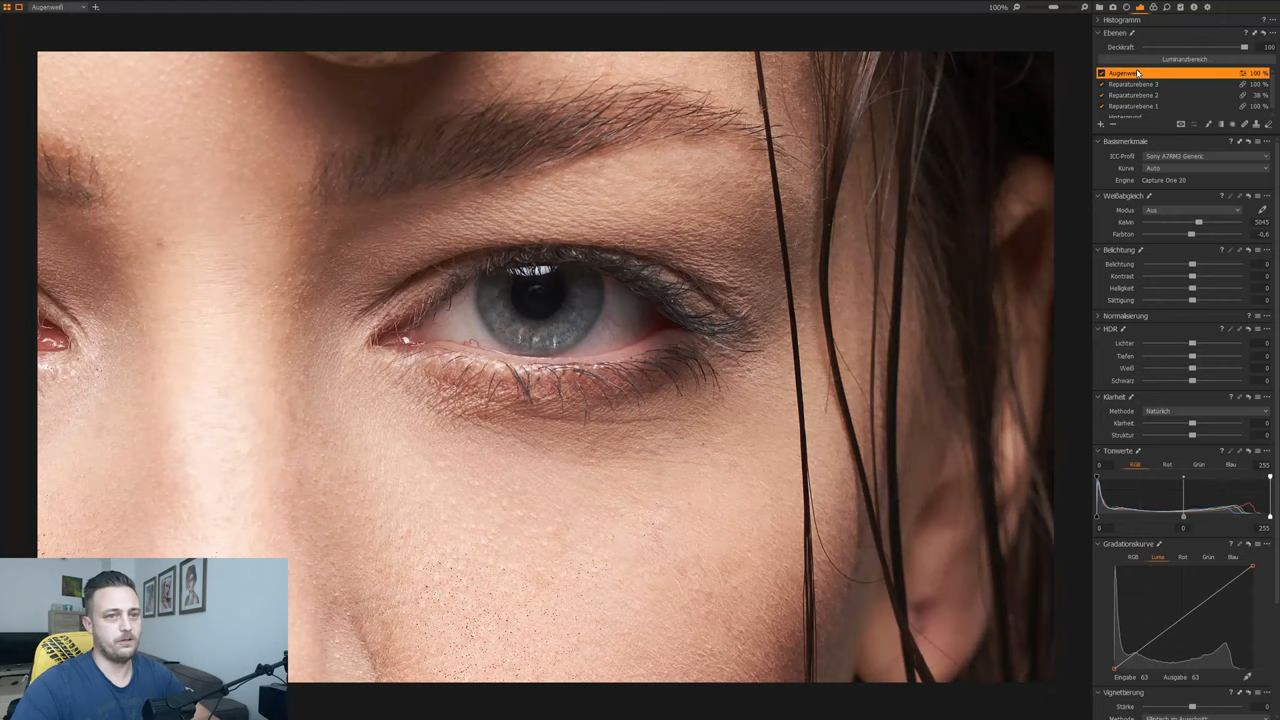 Augenweiß
100%
Histogramm
Ebenen
Deckkraft 100
Luminanzbereich...
100 %
Reparaturebene 3 100 %
Reparaturebene 2 38 %
Reparaturebene 1 100 %
Basismerkmale
ICC-Profil Sony A7RM3 Generic
Kurve Auto
Engine Capture One 20
Weißabgleich
Modus Aus
Kelvin 5045
Farbton -0,6
Belichtung
Belichtung 0
Kontrast 0
Helligkeit 0
Sättigung 0
Normalisierung
HDR
Lichter 0
Tiefen 0
Weiß 0
Schwarz 0
Klarheit
Methode Natürlich
Klarheit 0
Struktur 0
Tonwerte
0 RGB Rot Grün Blau 255
0 0 255
Gradationskurve
RGB Luma Rot Grün Blau
Eingabe 63 Ausgabe 63
Vignettierung
Stärke 0